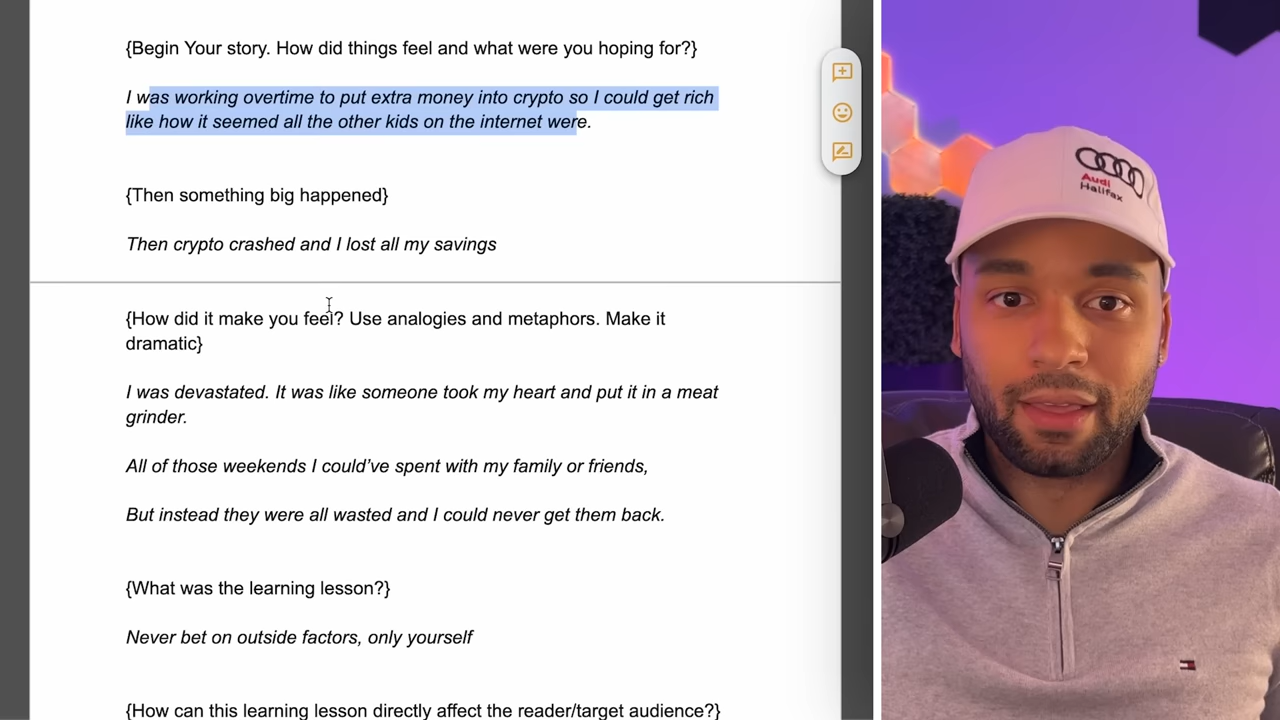 {Begin Your story. How did things feel and what were you hoping for?}
I was working overtime to put extra money into crypto so I could get rich
like how it seemed all the other kids on the internet were.
{Then something big happened}
Then crypto crashed and I lost all my savings
{How did it make you feel? Use analogies and metaphors. Make it
dramatic}
I was devastated. It was like someone took my heart and put it in a meat
grinder.
All of those weekends I could’ve spent with my family or friends,
But instead they were all wasted and I could never get them back.
{What was the learning lesson?}
Never bet on outside factors, only yourself
{How can this learning lesson directly affect the reader/target audience?}
Audi
Halifax